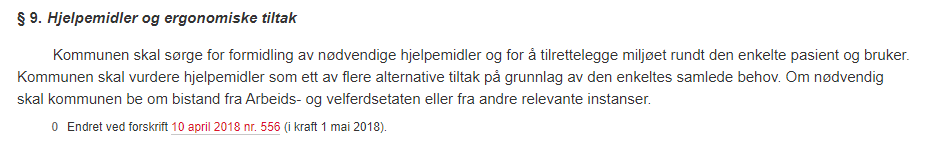 § 9. Hjelpemidler og ergonomiske tiltak
Kommunen skal sørge for formidling av nødvendige hjelpemidler og for å tilrettelegge miljøet rundt den enkelte pasient og bruker.
Kommunen skal vurdere hjelpemidler som ett av flere alternative tiltak på grunnlag av den enkeltes samlede behov. Om nødvendig
skal kommunen be om bistand fra Arbeids- og velferdsetaten eller fra andre relevante instanser.
0 Endret ved forskrift 10 april 2018 nr. 556 (i kraft 1 mai 2018).